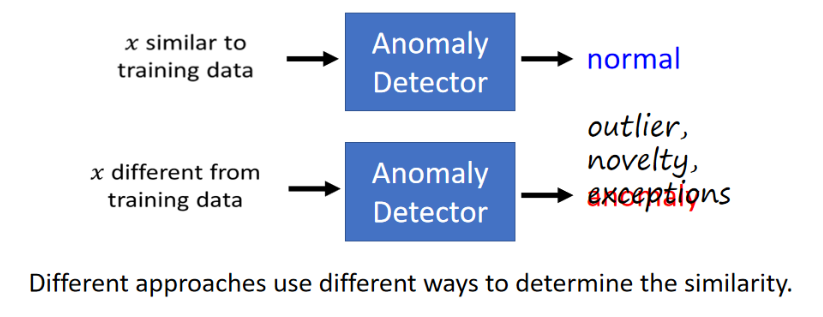 x similar to
training data
Anomaly
Detector
normal
x different from
training data
Anomaly
Detector
outlier,
novelty,
exceptions
anomaly
Different approaches use different ways to determine the similarity.